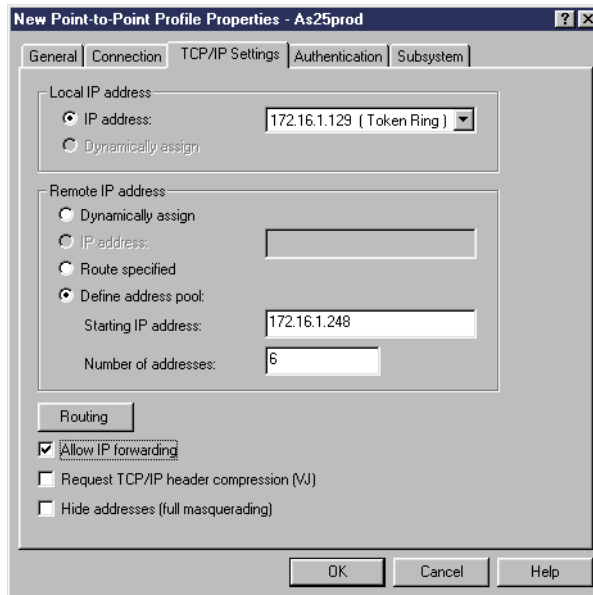 New Point-to-Point Profile Properties - As25prod
General Connection TCP/IP Settings Authentication Subsystem
Local IP address
IP address: 172.16.1.129 ( Token Ring )
Dynamically assign
Remote IP address
Dynamically assign
IP address:
Route specified
Define address pool:
Starting IP address: 172.16.1.248
Number of addresses: 6
Routing
Allow IP forwarding
Request TCP/IP header compression (VJ)
Hide addresses (full masquerading)
OK Cancel Help